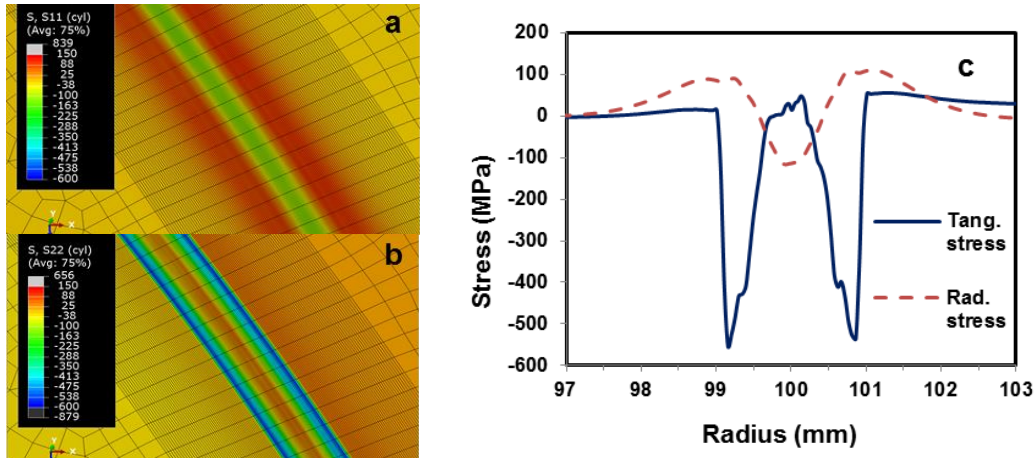 S, S11 (cyl)
(Avg: 75%)
839
150
88
25
-38
-100
-163
-225
-288
-350
-413
-475
-538
-600
a
Y
X
S, S22 (cyl)
(Avg: 75%)
656
150
88
25
-38
-100
-163
-225
-288
-350
-413
-475
-538
-600
-879
b
Y
X
c
Stress (MPa)
200
100
0
-100
-200
-300
-400
-500
-600
Tang.
stress
Rad.
stress
97
98
99
100
101
102
103
Radius (mm)